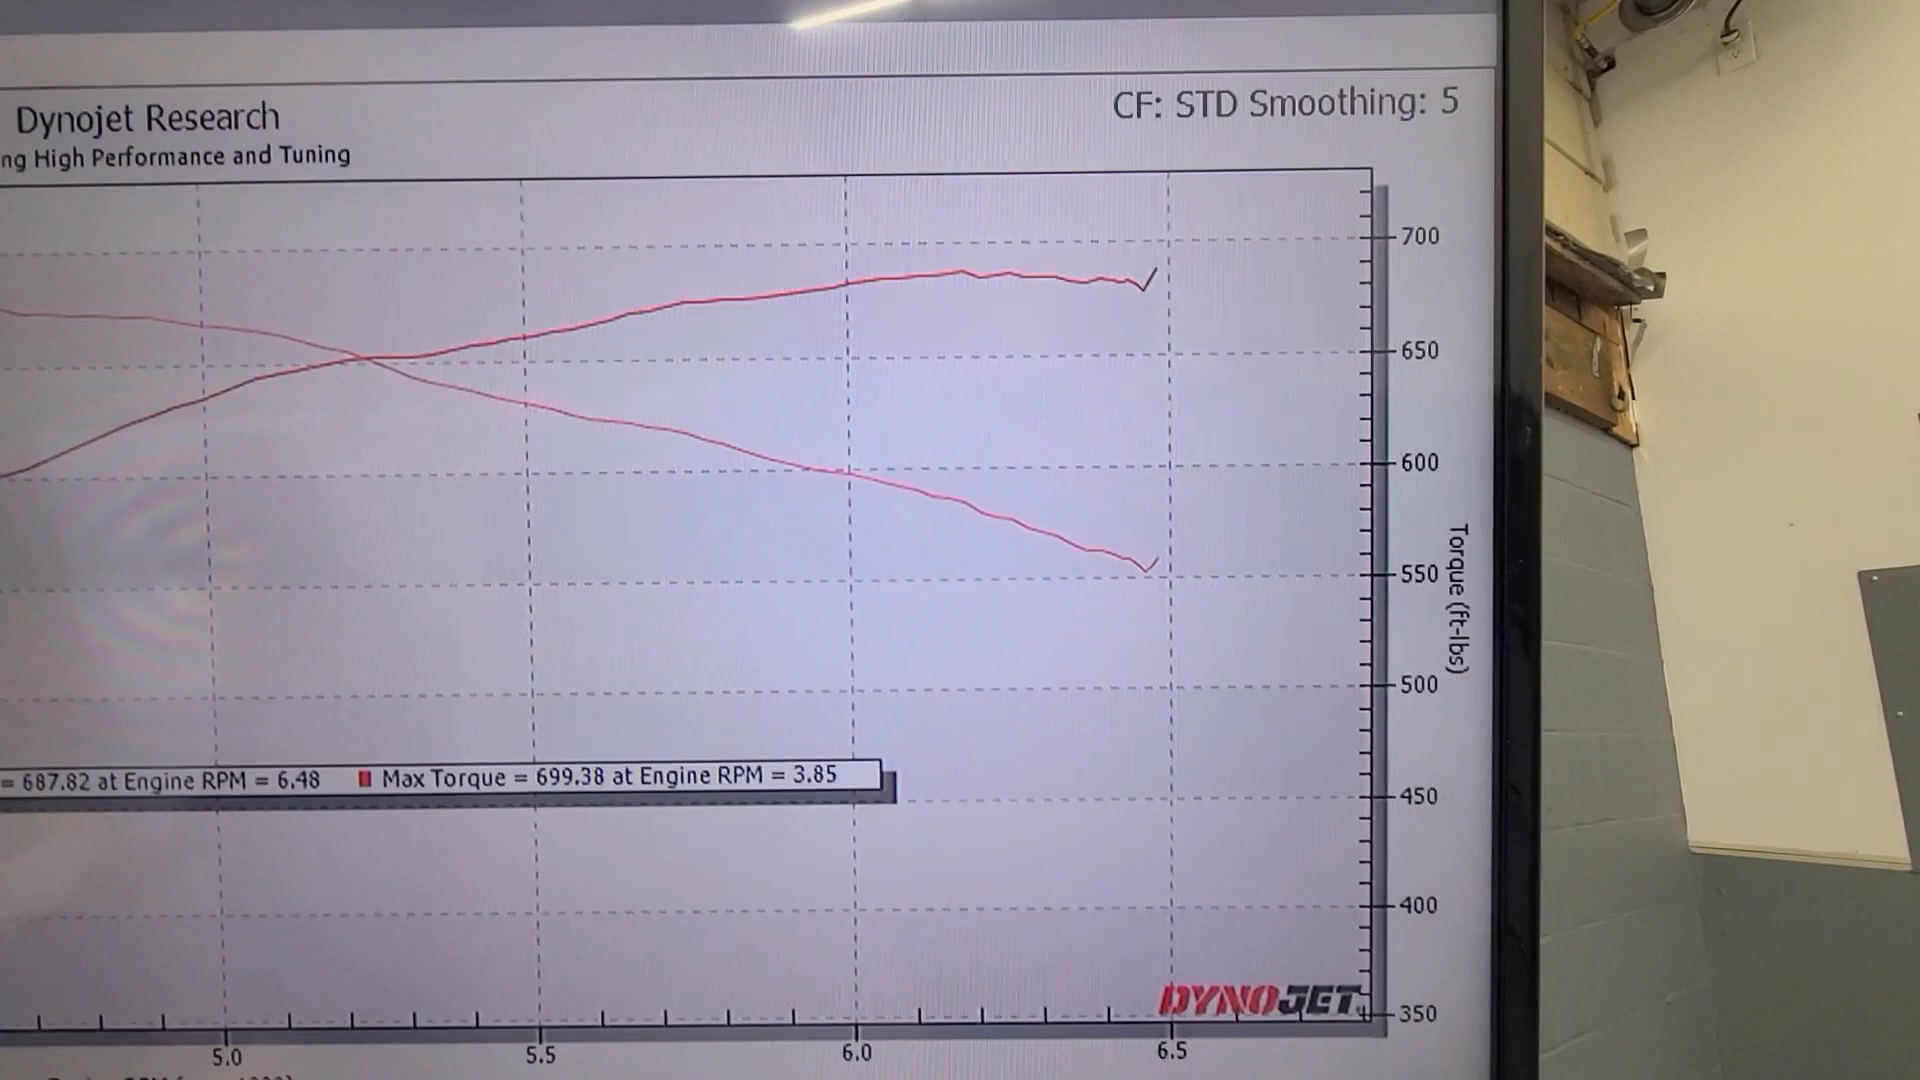 Dynojet Research
CF: STD Smoothing: 5
ng High Performance and Tuning
700
650
600
550
500
450
400
350
Torque (ft-lbs)
= 687.82 at Engine RPM = 6.48 Max Torque = 699.38 at Engine RPM = 3.85
DYNOJET
5.0 5.5 6.0 6.5